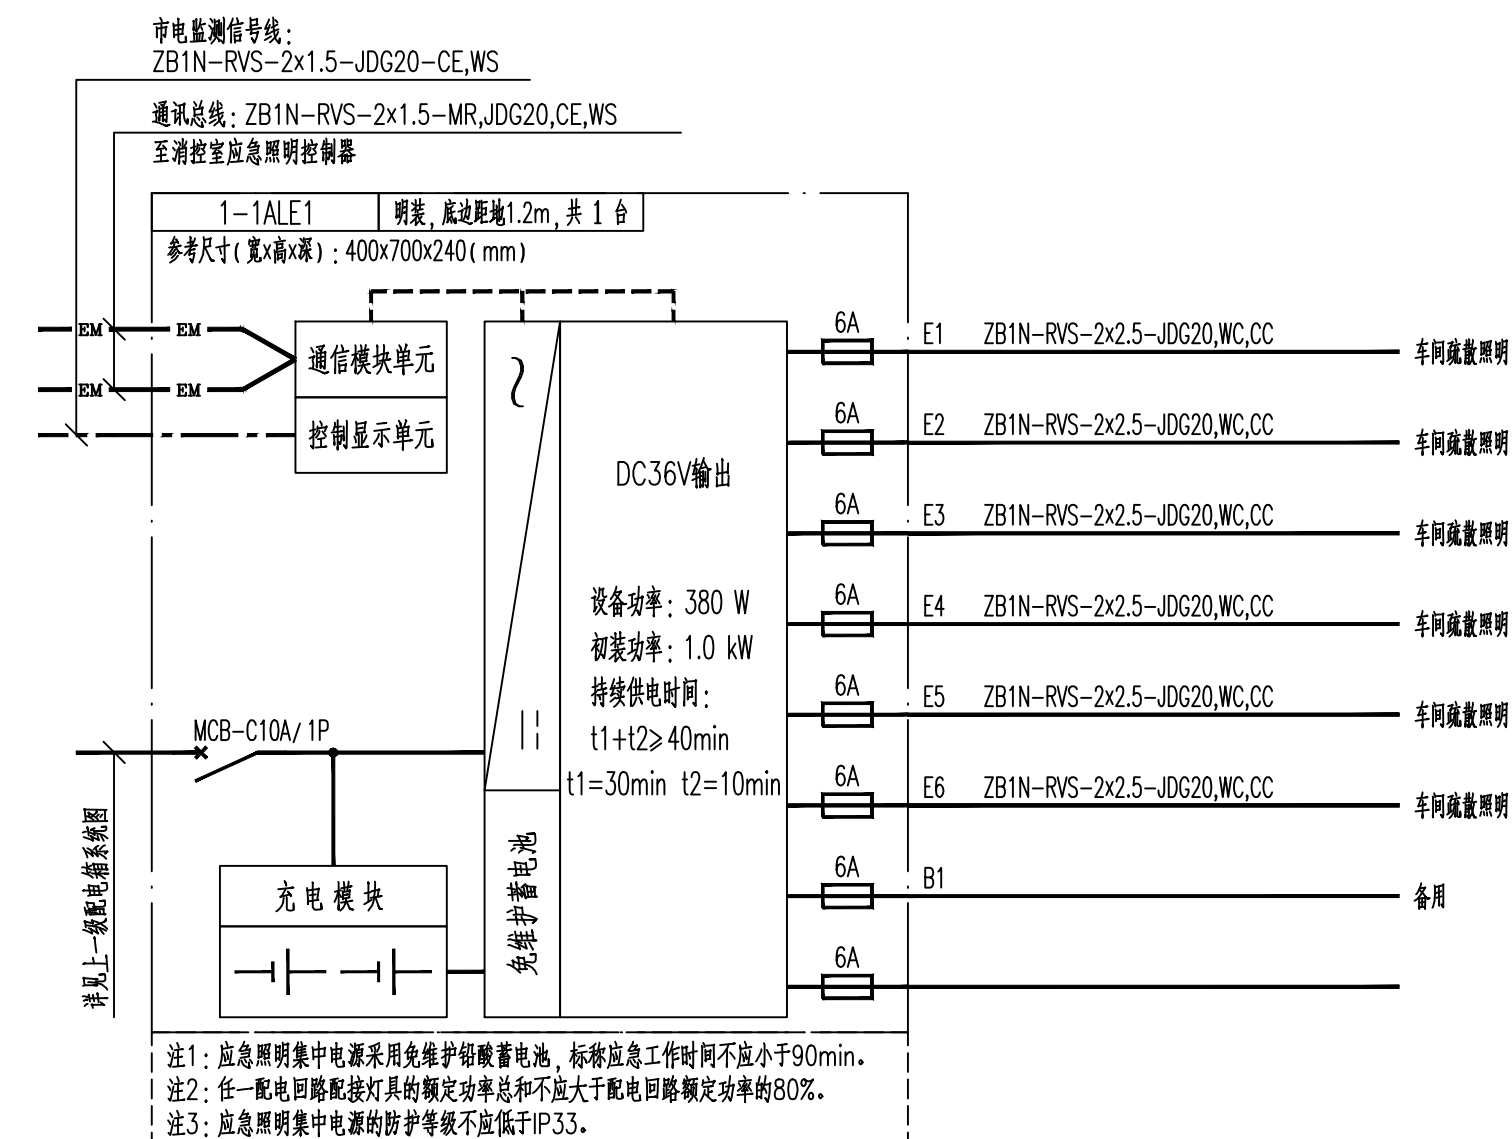 市电监测信号线：
ZB1N-RVS-2x1.5-JDG20-CE,WS
通讯总线：ZB1N-RVS-2x1.5-MR,JDG20,CE,WS
至消控室应急照明控制器
1-1ALE1
明装，底边距地1.2m，共 1 台
参考尺寸(宽x高x深)：400x700x240(mm)
EM
EM
EM
EM
通信模块单元
控制显示单元
DC36V输出
设备功率：380 W
初装功率：1.0 kW
持续供电时间：
t1+t2≥40min
t1=30min t2=10min
MCB-C10A/1P
详见上一级配电箱系统图
充电模块
免维护蓄电池
6A E1 ZB1N-RVS-2x2.5-JDG20,WC,CC 车间疏散照明
6A E2 ZB1N-RVS-2x2.5-JDG20,WC,CC 车间疏散照明
6A E3 ZB1N-RVS-2x2.5-JDG20,WC,CC 车间疏散照明
6A E4 ZB1N-RVS-2x2.5-JDG20,WC,CC 车间疏散照明
6A E5 ZB1N-RVS-2x2.5-JDG20,WC,CC 车间疏散照明
6A E6 ZB1N-RVS-2x2.5-JDG20,WC,CC 车间疏散照明
6A B1 备用
6A
注1：应急照明集中电源采用免维护铅酸蓄电池，标称应急工作时间不应小于90min。
注2：任一配电回路配接灯具的额定功率总和不应大于配电回路额定功率的80%。
注3：应急照明集中电源的防护等级不应低于IP33。